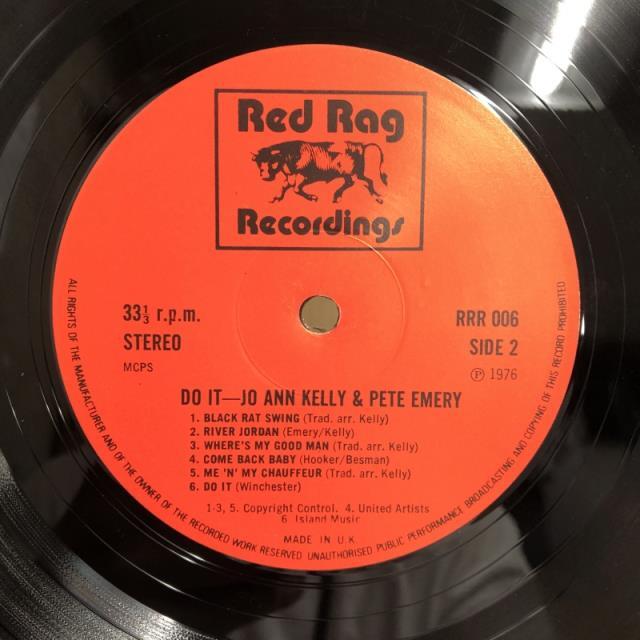 Red Rag
Recordings
33⅓ r.p.m.
STEREO
MCPS
RRR 006
SIDE 2
Ⓟ 1976
DO IT—JO ANN KELLY & PETE EMERY
1. BLACK RAT SWING (Trad. arr. Kelly)
2. RIVER JORDAN (Emery/Kelly)
3. WHERE'S MY GOOD MAN (Trad. arr. Kelly)
4. COME BACK BABY (Hooker/Besman)
5. ME 'N' MY CHAUFFEUR (Trad. arr. Kelly)
6. DO IT (Winchester)
1-3, 5. Copyright Control. 4. United Artists
6. Island Music
MADE IN U.K.
ALL RIGHTS OF THE MANUFACTURER AND OF THE OWNER OF THE RECORDED WORK RESERVED UNAUTHORISED PUBLIC PERFORMANCE BROADCASTING AND COPYING OF THIS RECORD PROHIBITED